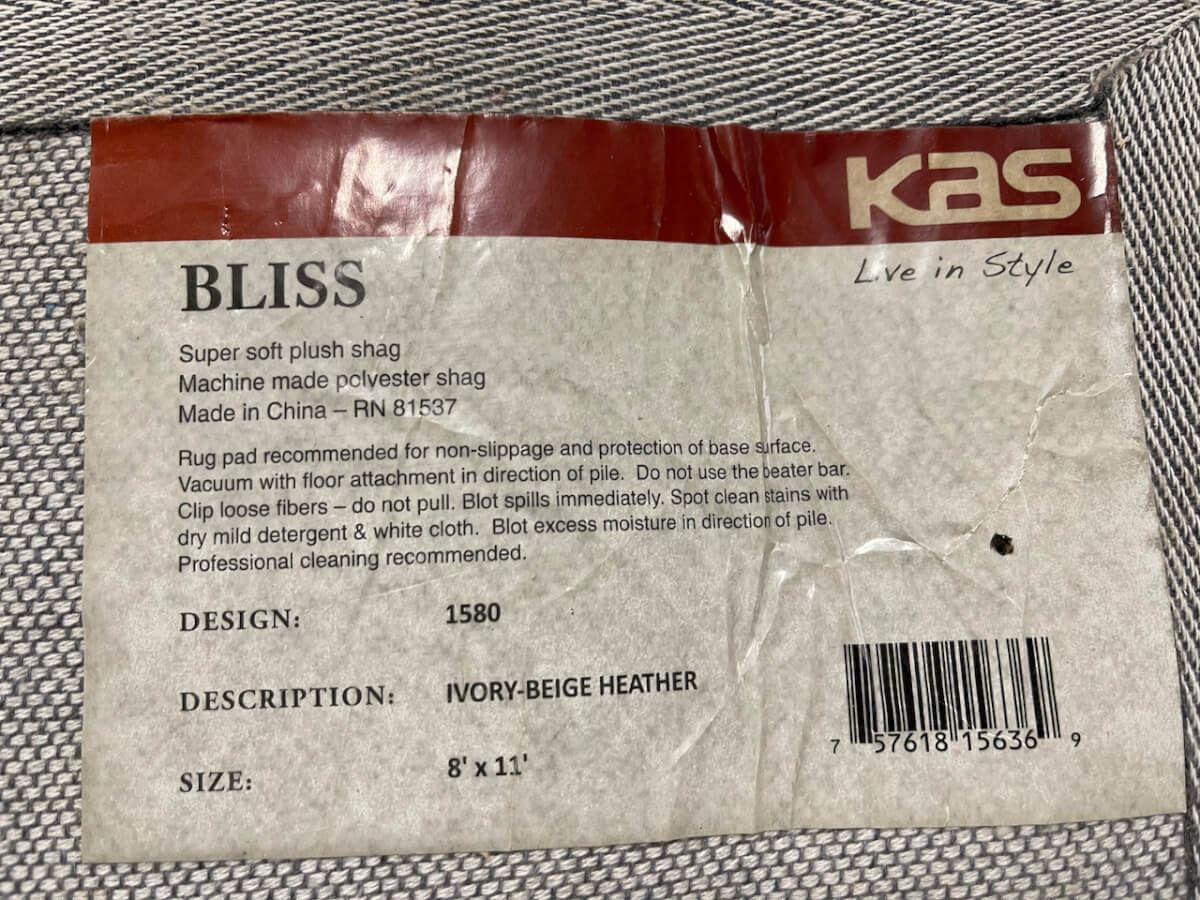 KAS
Live in Style
BLISS
Super soft plush shag
Machine made polyester shag
Made in China – RN 81537
Rug pad recommended for non-slippage and protection of base surface.
Vacuum with floor attachment in direction of pile. Do not use the beater bar.
Clip loose fibers – do not pull. Blot spills immediately. Spot clean stains with
dry mild detergent & white cloth. Blot excess moisture in direction of pile.
Professional cleaning recommended.
DESIGN: 1580
DESCRIPTION: IVORY-BEIGE HEATHER
SIZE: 8' x 11'
7 57618 15636 9